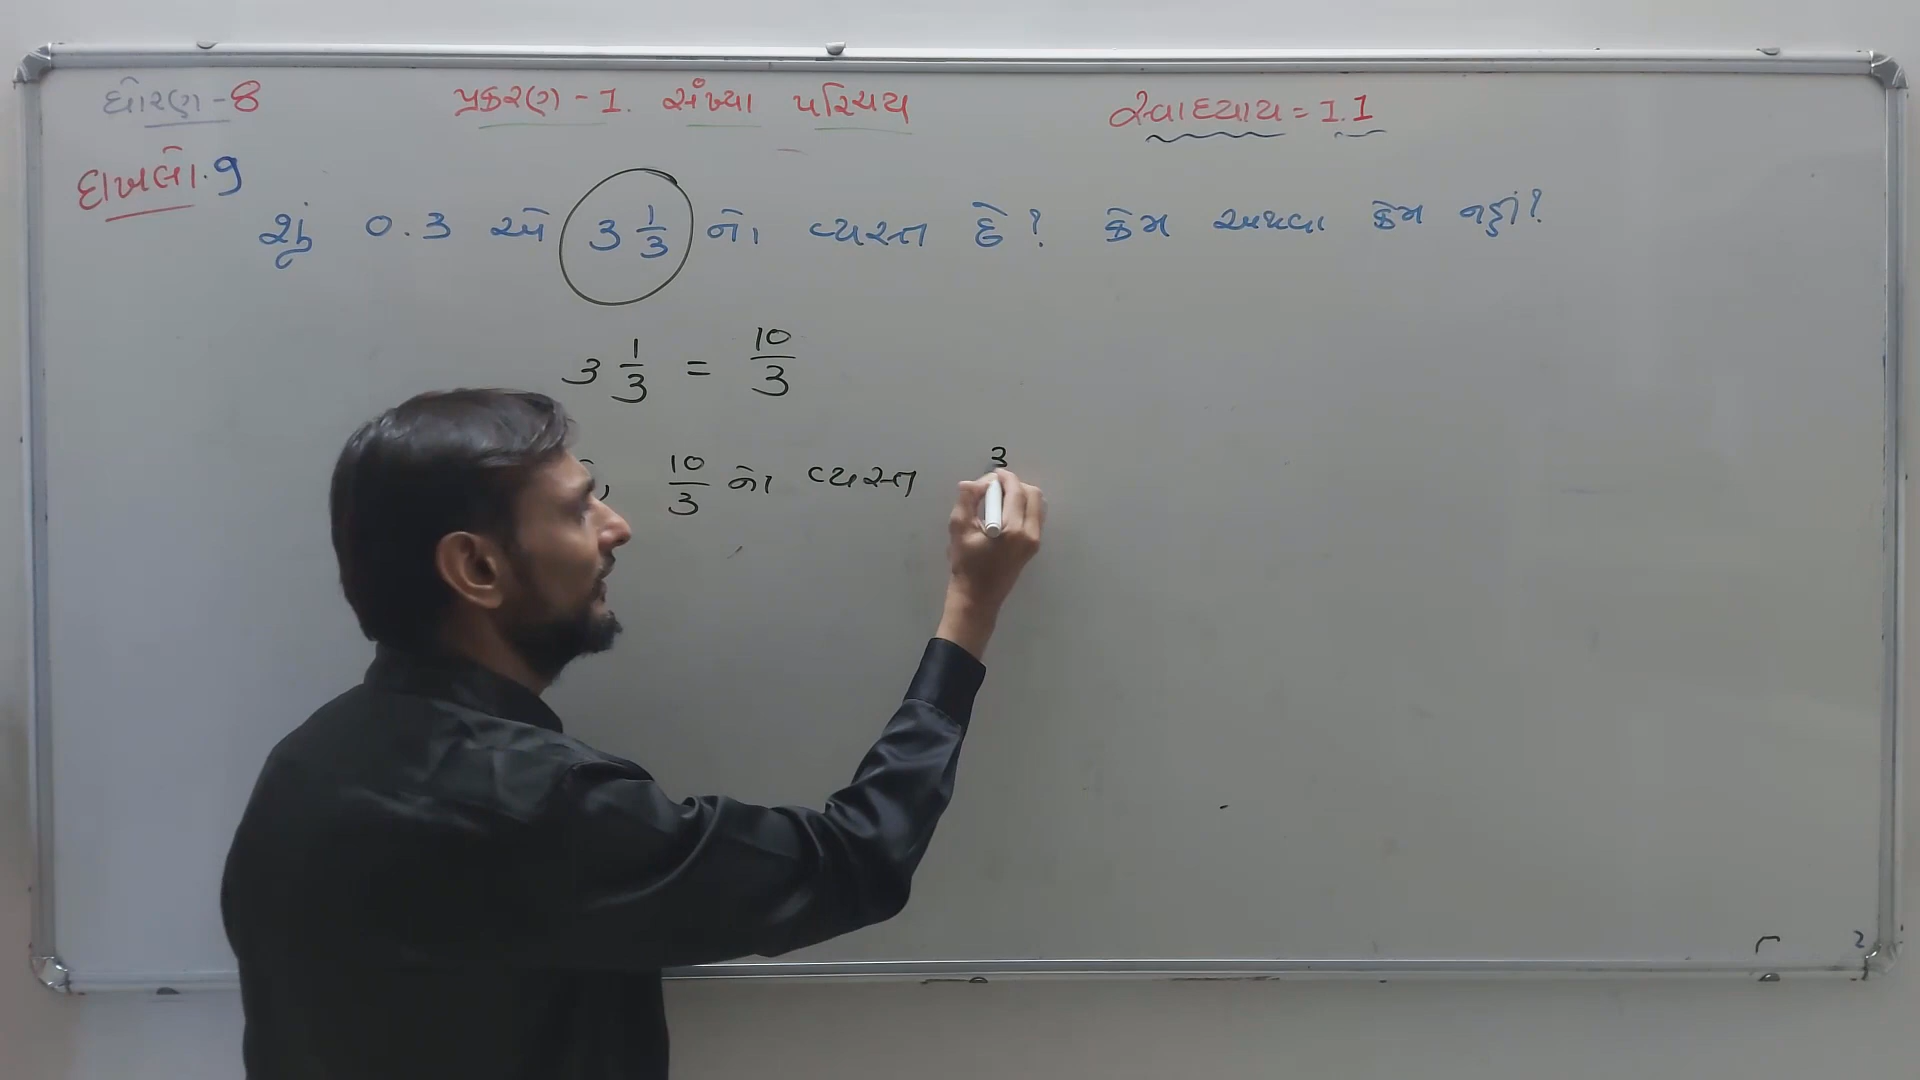 ધોરણ - 8 પ્રકરણ - 1. સંખ્યા પરિચય સ્વાધ્યાય = 1.1
દાખલો. 9
શું 0.3 એ 3 1/3 નો વ્યસ્ત છે? કેમ અથવા કેમ નહીં?
3 1/3 = 10/3
10/3 નો વ્યસ્ત 3